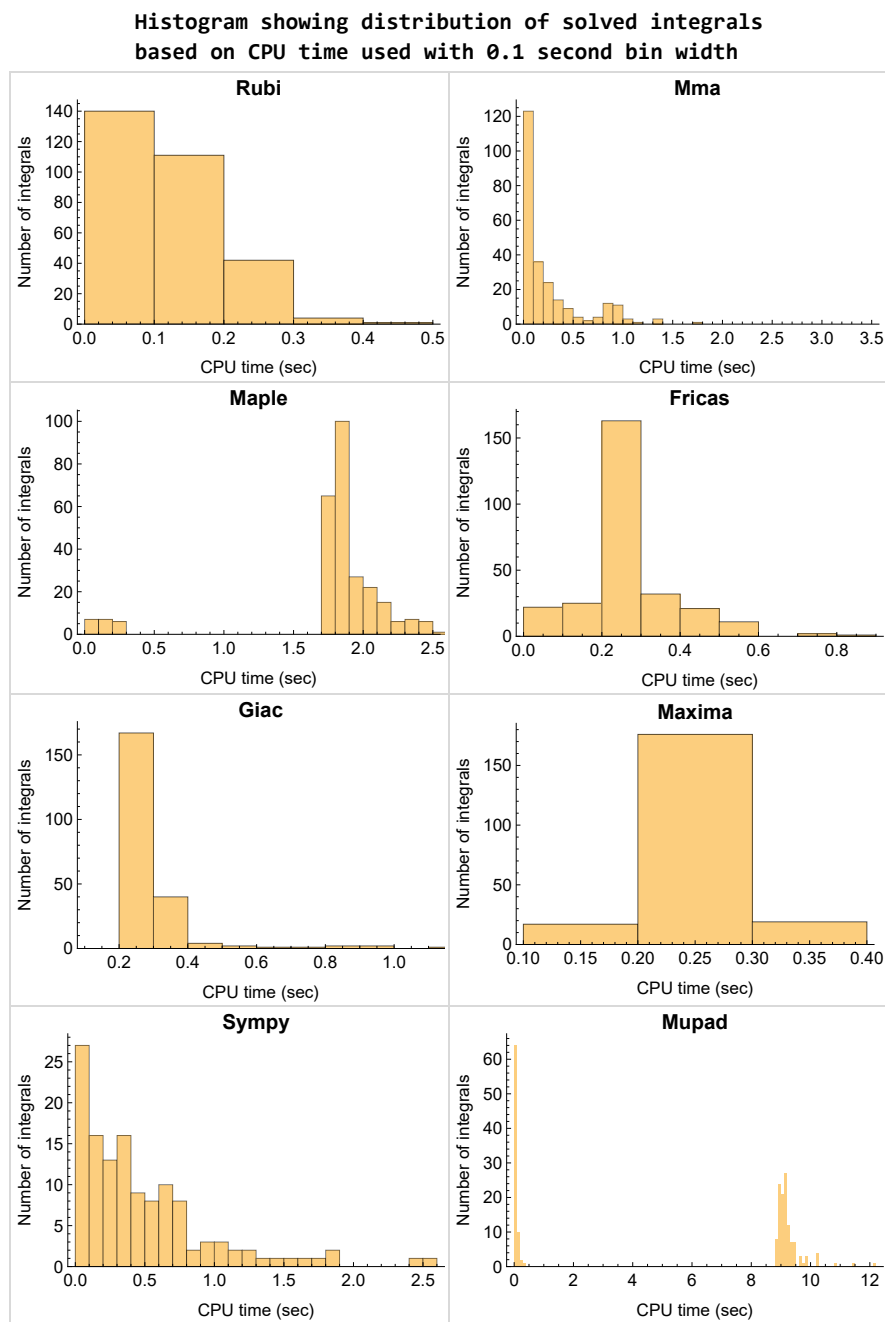 Histogram showing distribution of solved integrals
based on CPU time used with 0.1 second bin width
Rubi
Number of integrals
140
120
100
80
60
40
20
0
0.0 0.1 0.2 0.3 0.4 0.5
CPU time (sec)
Mma
Number of integrals
120
100
80
60
40
20
0
0.0 0.5 1.0 1.5 2.0 2.5 3.0 3.5
CPU time (sec)
Maple
Number of integrals
100
80
60
40
20
0
0.0 0.5 1.0 1.5 2.0 2.5
CPU time (sec)
Fricas
Number of integrals
150
100
50
0
0.0 0.2 0.4 0.6 0.8
CPU time (sec)
Giac
Number of integrals
150
100
50
0
0.2 0.4 0.6 0.8 1.0
CPU time (sec)
Maxima
Number of integrals
150
100
50
0
0.10 0.15 0.20 0.25 0.30 0.35 0.40
CPU time (sec)
Sympy
Number of integrals
25
20
15
10
5
0
0.0 0.5 1.0 1.5 2.0 2.5
CPU time (sec)
Mupad
Number of integrals
60
50
40
30
20
10
0
0 2 4 6 8 10 12
CPU time (sec)